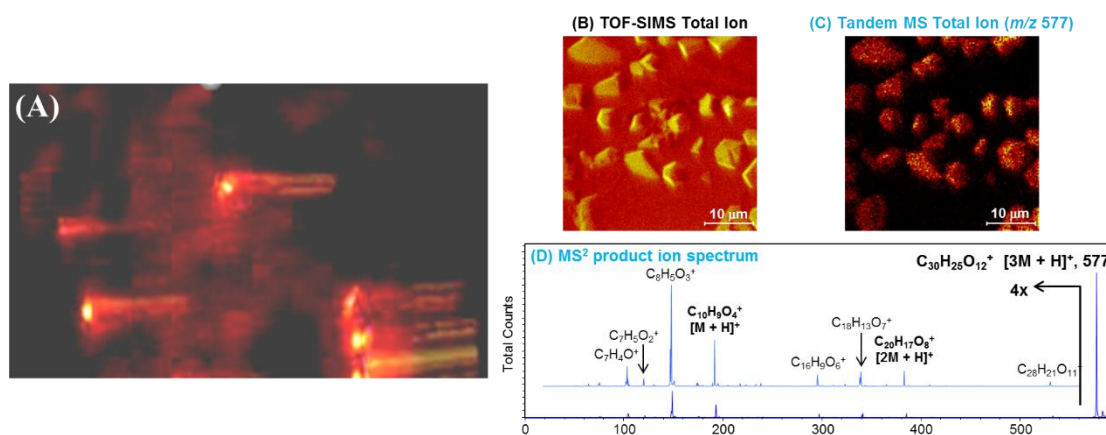 (A)
(B) TOF-SIMS Total Ion
10 μm
(C) Tandem MS Total Ion (m/z 577)
10 μm
(D) MS² product ion spectrum
C₃₀H₂₅O₁₂⁺ [3M + H]⁺, 577
4x
C₈H₅O₃⁺
C₁₀H₉O₄⁺
[M + H]⁺
C₇H₅O₂⁺
C₇H₄O⁺
C₁₈H₁₃O₇⁺
C₂₀H₁₇O₈⁺
[2M + H]⁺
C₁₆H₉O₆⁺
C₂₈H₂₁O₁₁
Total Counts
0 100 200 300 400 500